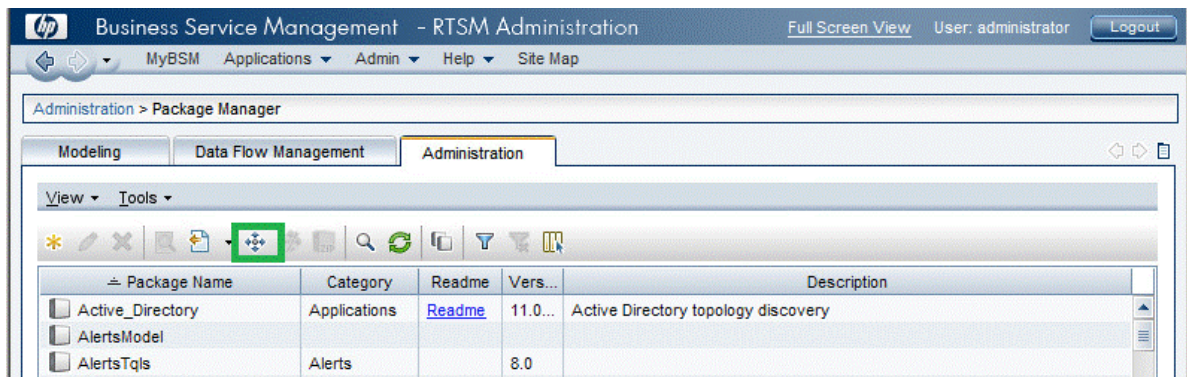 hp Business Service Management - RTSM Administration Full Screen View User: administrator Logout
MyBSM Applications Admin Help Site Map
Administration > Package Manager
Modeling Data Flow Management Administration
View Tools
Package Name Category Readme Vers... Description
Active_Directory Applications Readme 11.0... Active Directory topology discovery
AlertsModel
AlertsTqls Alerts 8.0